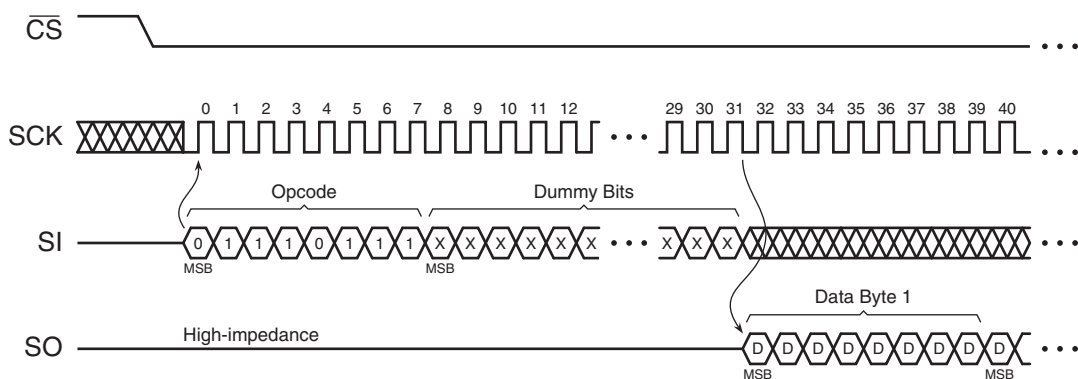 CS
0 1 2 3 4 5 6 7 8 9 10 11 12 29 30 31 32 33 34 35 36 37 38 39 40
SCK
Opcode Dummy Bits
SI 0 1 1 1 0 1 1 1 X X X X X X X X X
MSB MSB
Data Byte 1
High-impedance
SO D D D D D D D D D
MSB MSB